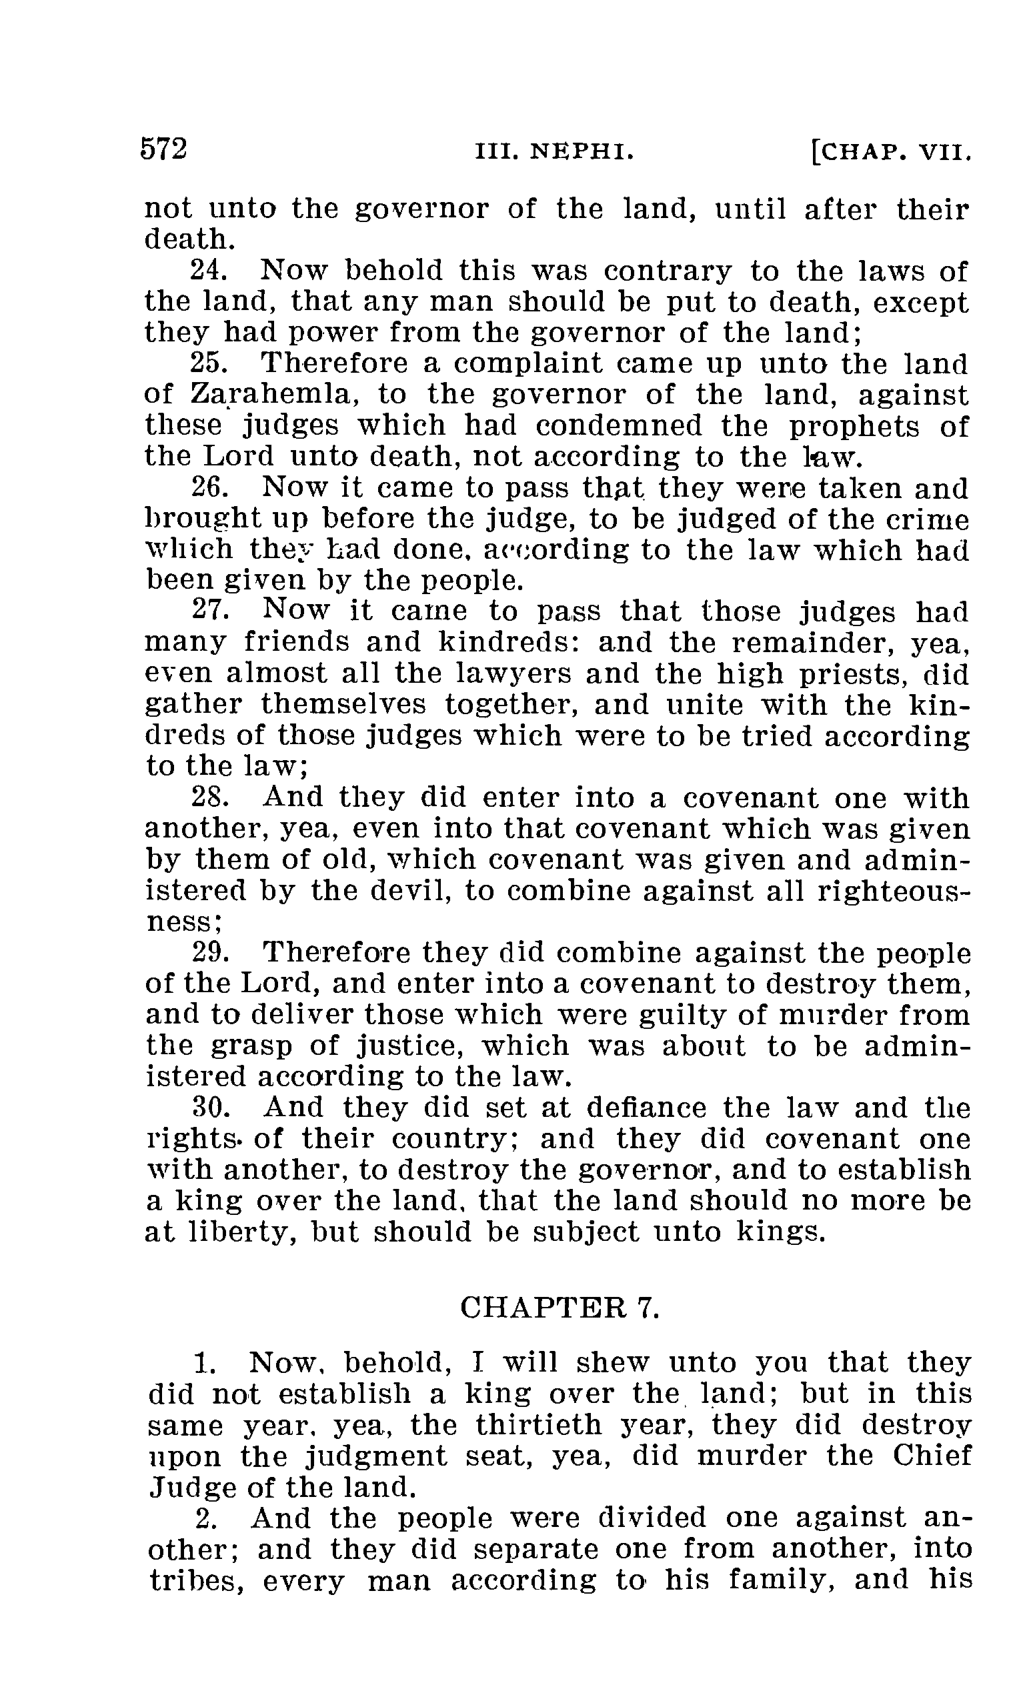 572 III. NEPHI. [CHAP. VII.
not unto the governor of the land, until after their
death.
24. Now behold this was contrary to the laws of
the land, that any man should be put to death, except
they had power from the governor of the land;
25. Therefore a complaint came up unto the land
of Zarahemla, to the governor of the land, against
these judges which had condemned the prophets of
the Lord unto death, not according to the law.
26. Now it came to pass that they were taken and
brought up before the judge, to be judged of the crime
which they had done, according to the law which had
been given by the people.
27. Now it came to pass that those judges had
many friends and kindreds: and the remainder, yea,
even almost all the lawyers and the high priests, did
gather themselves together, and unite with the kin-
dreds of those judges which were to be tried according
to the law;
28. And they did enter into a covenant one with
another, yea, even into that covenant which was given
by them of old, which covenant was given and admin-
istered by the devil, to combine against all righteous-
ness;
29. Therefore they did combine against the people
of the Lord, and enter into a covenant to destroy them,
and to deliver those which were guilty of murder from
the grasp of justice, which was about to be admin-
istered according to the law.
30. And they did set at defiance the law and the
rights of their country; and they did covenant one
with another, to destroy the governor, and to establish
a king over the land, that the land should no more be
at liberty, but should be subject unto kings.
CHAPTER 7.
1. Now, behold, I will shew unto you that they
did not establish a king over the land; but in this
same year, yea, the thirtieth year, they did destroy
upon the judgment seat, yea, did murder the Chief
Judge of the land.
2. And the people were divided one against an-
other; and they did separate one from another, into
tribes, every man according to his family, and his